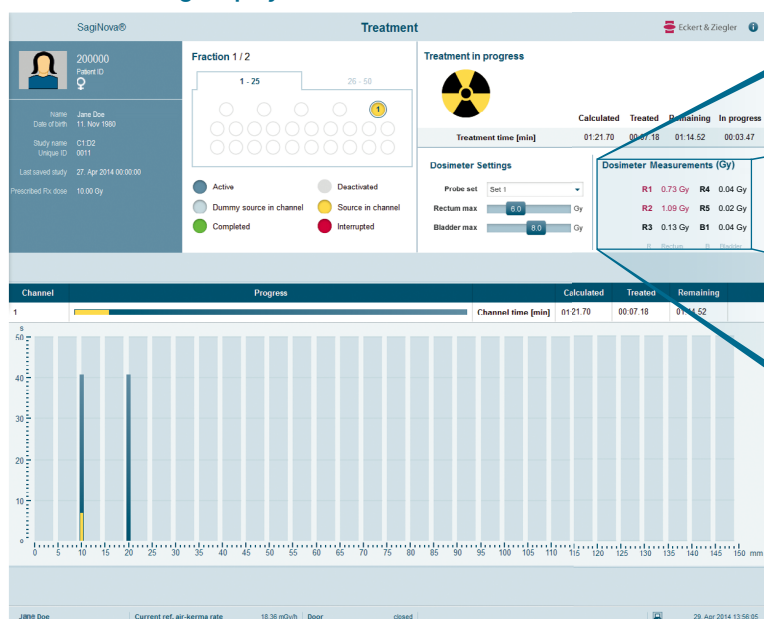 SagiNova®
Treatment
Eckert & Ziegler
i
200000
Patient ID
Name Jane Doe
Date of birth 11. Nov 1980
Study name C1:D2
Unique ID 0011
Last saved study 27. Apr 2014 00:00:00
Prescribed Rx dose 10.00 Gy
Fraction 1 / 2
1 - 25 26 - 50
1
Active Deactivated
Dummy source in channel Source in channel
Completed Interrupted
Treatment in progress
Calculated Treated Remaining In progress
Treatment time [min] 01:21.70 00:07.18 01:14.52 00:03.47
Dosimeter Settings
Probe set Set 1
Rectum max 6.0 Gy
Bladder max 8.0 Gy
Dosimeter Measurements (Gy)
R1 0.73 Gy R4 0.04 Gy
R2 1.09 Gy R5 0.02 Gy
R3 0.13 Gy B1 0.04 Gy
R Rectum B Bladder
Channel Progress Calculated Treated Remaining
1 Channel time [min] 01:21.70 00:07.18 01:14.52
s
50
40
30
20
10
0
0 5 10 15 20 25 30 35 40 45 50 55 60 65 70 75 80 85 90 95 100 105 110 115 120 125 130 135 140 145 150 mm
Jane Doe Current ref. air-kerma rate 18.36 mGy/h Door closed 29. Apr 2014 13:56:05